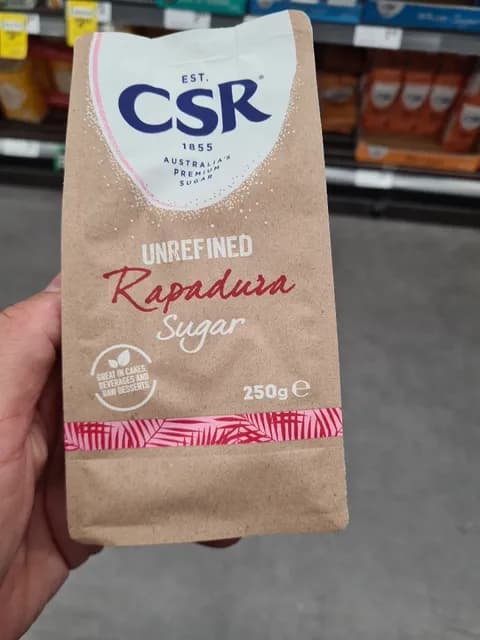 EST.
CSR®
1855
AUSTRALIA'S
PREMIUM
SUGAR
UNREFINED
Rapadura
Sugar
GREAT IN CAKES,
BEVERAGES AND
RAW DESSERTS
250g e